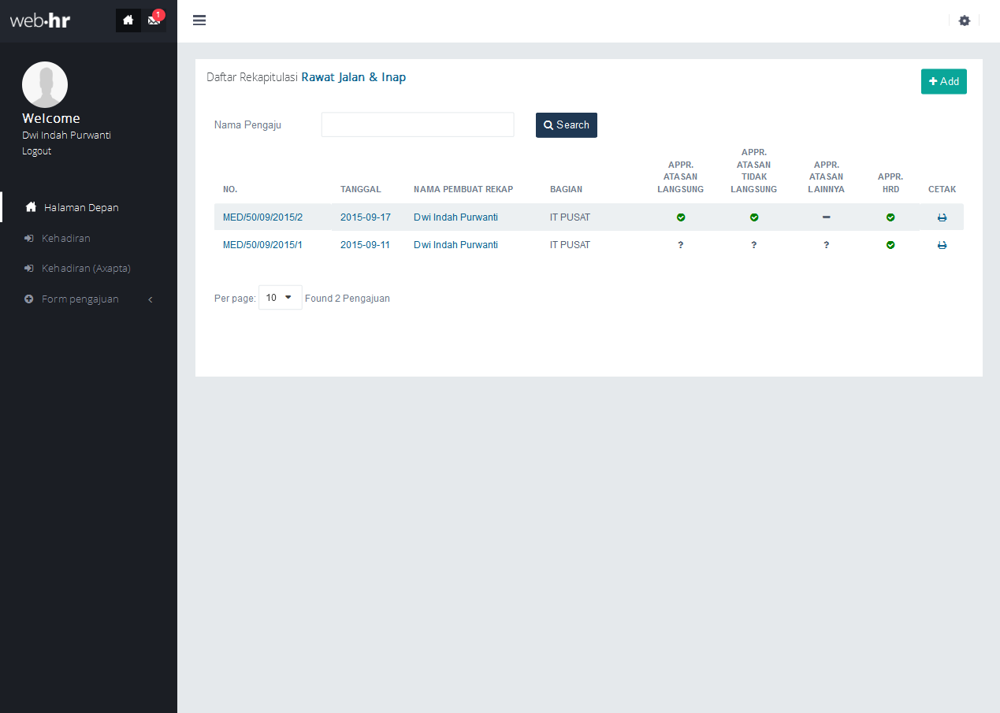 web·hr
1
Welcome
Dwi Indah Purwanti
Logout
Halaman Depan
Kehadiran
Kehadiran (Axapta)
Form pengajuan
Daftar Rekapitulasi Rawat Jalan & Inap
Add
Nama Pengaju
Search
NO. TANGGAL NAMA PEMBUAT REKAP BAGIAN APPR. ATASAN LANGSUNG APPR. ATASAN TIDAK LANGSUNG APPR. ATASAN LAINNYA APPR. HRD CETAK
MED/50/09/2015/2 2015-09-17 Dwi Indah Purwanti IT PUSAT
MED/50/09/2015/1 2015-09-11 Dwi Indah Purwanti IT PUSAT ? ? ?
Per page: 10 Found 2 Pengajuan